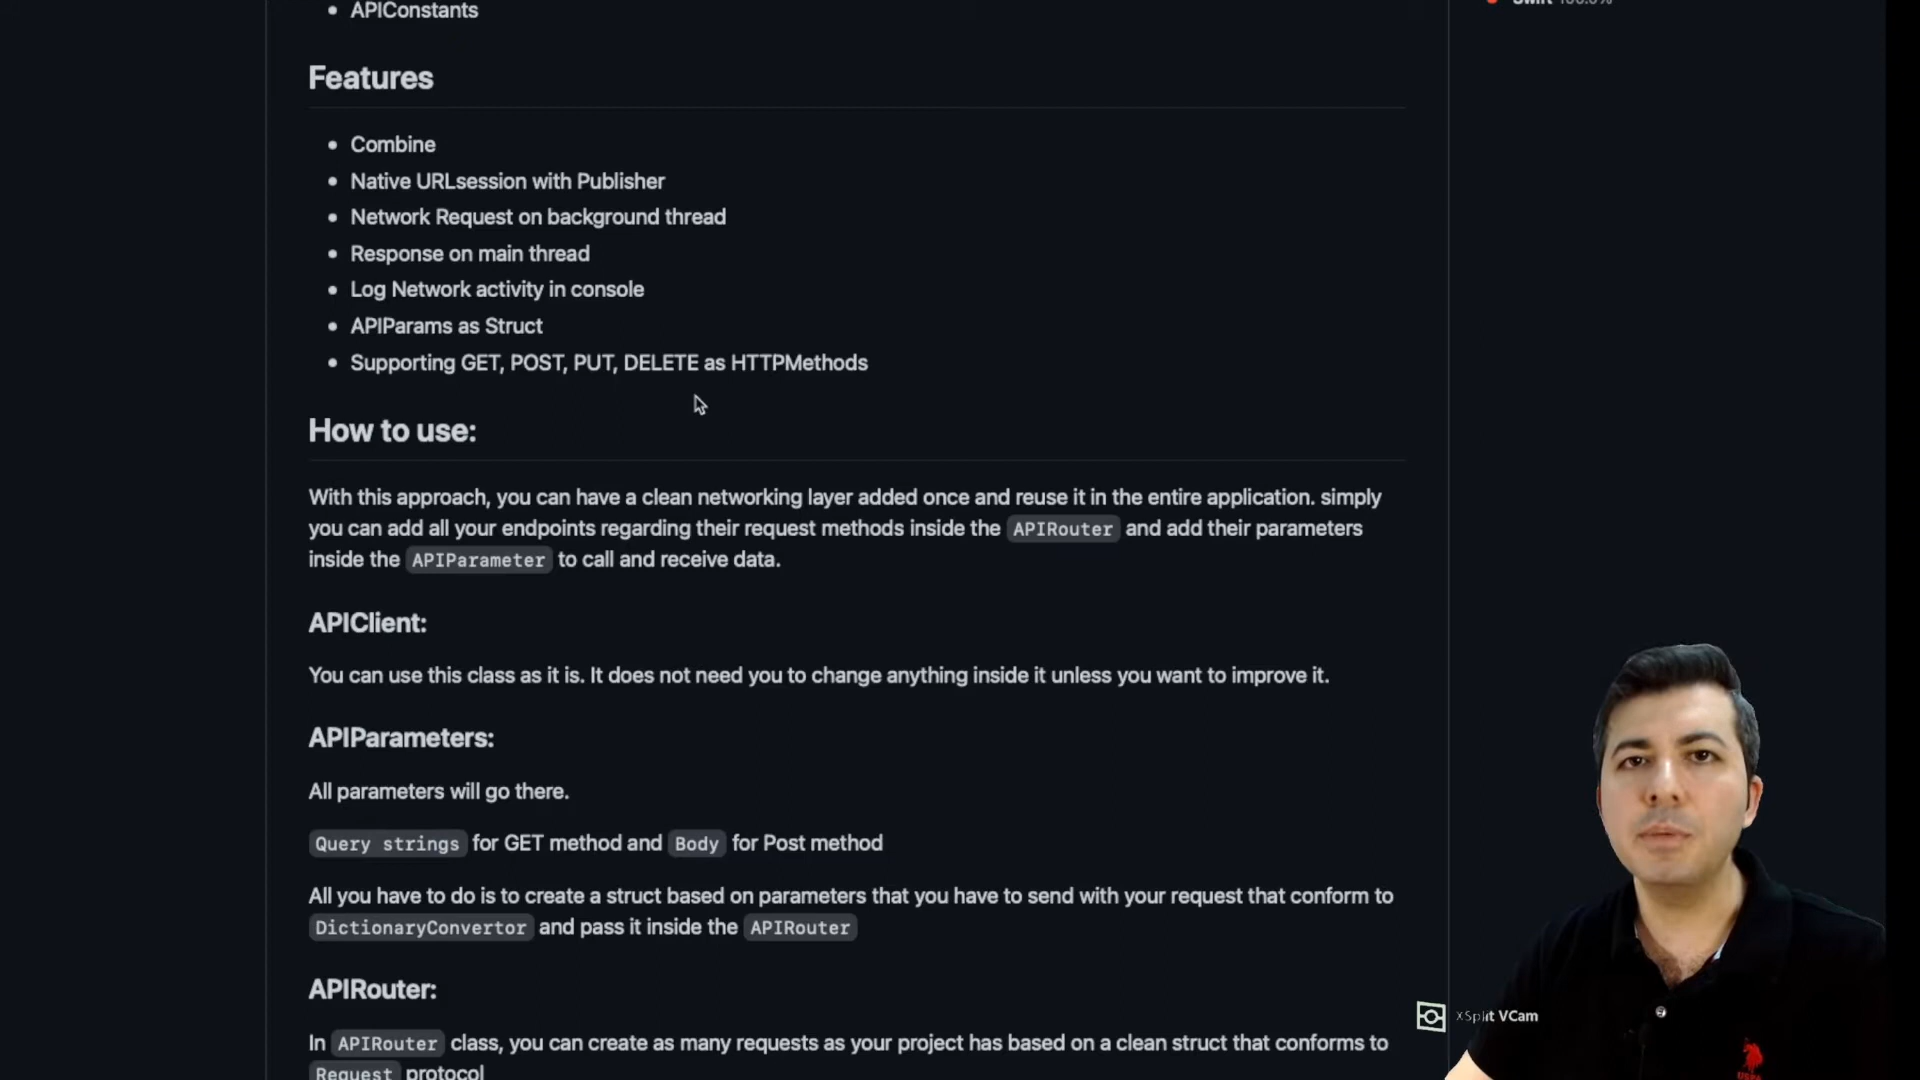 APIConstants
Swift 100.0%
Features
Combine
Native URLsession with Publisher
Network Request on background thread
Response on main thread
Log Network activity in console
APIParams as Struct
Supporting GET, POST, PUT, DELETE as HTTPMethods
How to use:
With this approach, you can have a clean networking layer added once and reuse it in the entire application. simply
you can add all your endpoints regarding their request methods inside the APIRouter and add their parameters
inside the APIParameter to call and receive data.
APIClient:
You can use this class as it is. It does not need you to change anything inside it unless you want to improve it.
APIParameters:
All parameters will go there.
Query strings for GET method and Body for Post method
All you have to do is to create a struct based on parameters that you have to send with your request that conform to
DictionaryConvertor and pass it inside the APIRouter
APIRouter:
In APIRouter class, you can create as many requests as your project has based on a clean struct that conforms to
Request protocol
XSplit VCam
USPA